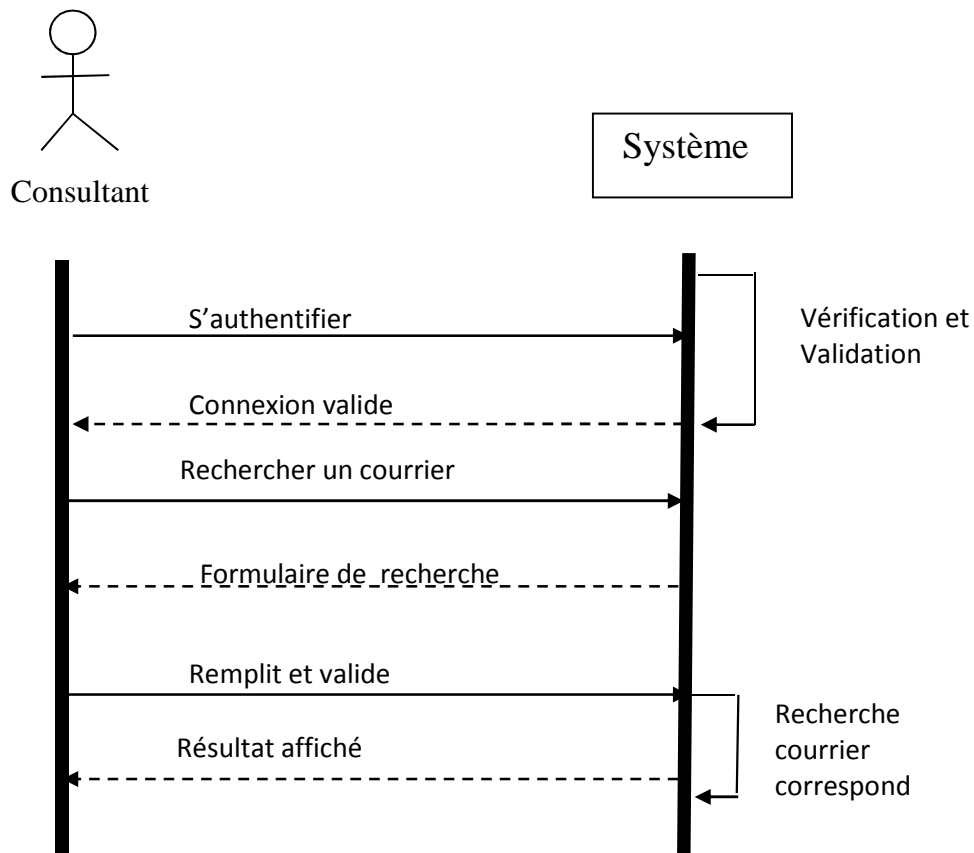 Système
Consultant
S’authentifier
Vérification et
Validation
Connexion valide
Rechercher un courrier
Formulaire de recherche
Remplit et valide
Recherche
courrier
correspond
Résultat affiché